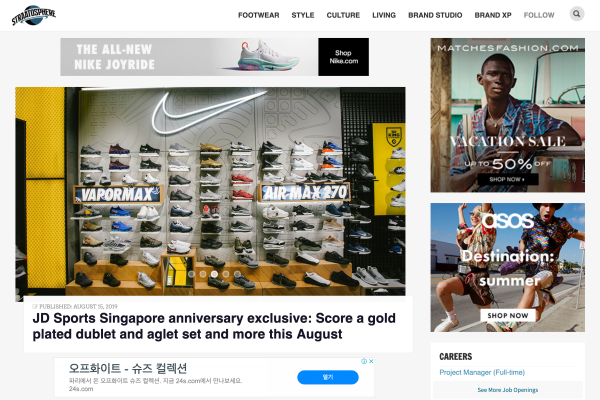 STRAATOSPHERE
FOOTWEAR STYLE CULTURE LIVING BRAND STUDIO BRAND XP FOLLOW
THE ALL-NEW
NIKE JOYRIDE
Shop
Nike.com
VAPORMAX
AIR MAX 270
PUBLISHED: AUGUST 15, 2019
JD Sports Singapore anniversary exclusive: Score a gold
plated dublet and aglet set and more this August
오프화이트 - 슈즈 컬렉션
파리에서 온 오프화이트 슈즈 컬렉션. 지금 24s.com에서 만나보세요.
24s.com
열기
MATCHESFASHION.COM
VACATION SALE
UP TO 50% OFF
SHOP NOW
asos
Destination:
summer
SHOP NOW
CAREERS
Project Manager (Full-time)
See More Job Openings